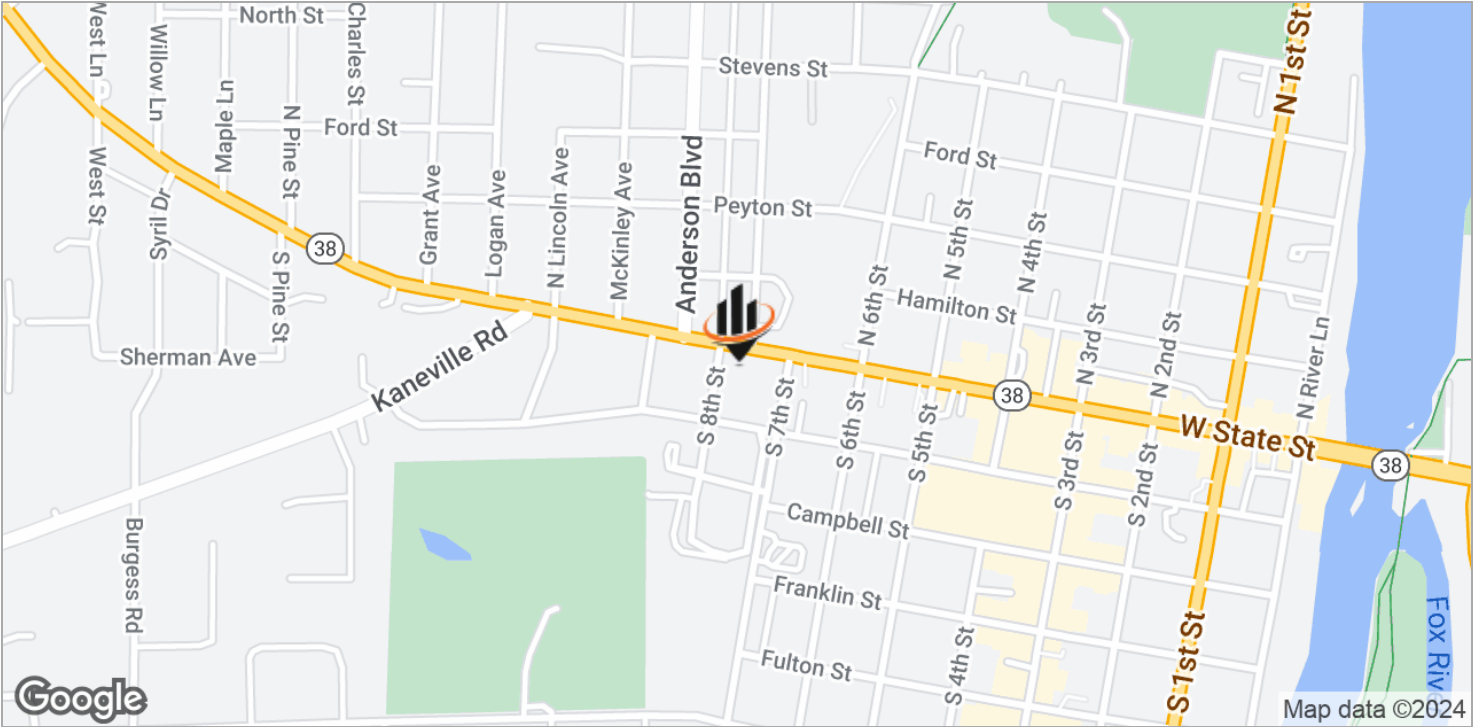 North St
West Ln
Willow Ln
Maple Ln
Charles St
N Pine St
Stevens St
N 1st St
Ford St
Ford St
West St
Syril Dr
S Pine St
38
Grant Ave
Logan Ave
N Lincoln Ave
McKinley Ave
Anderson Blvd
Peyton St
N 6th St
N 5th St
N 4th St
Hamilton St
N 3rd St
N 2nd St
N River Ln
Sherman Ave
Kaneville Rd
S 8th St
S 7th St
S 6th St
S 5th St
38
W State St
38
S 3rd St
S 2nd St
Burgess Rd
Campbell St
Franklin St
Fulton St
S 4th St
S 1st St
Fox Rive
Google
Map data ©2024